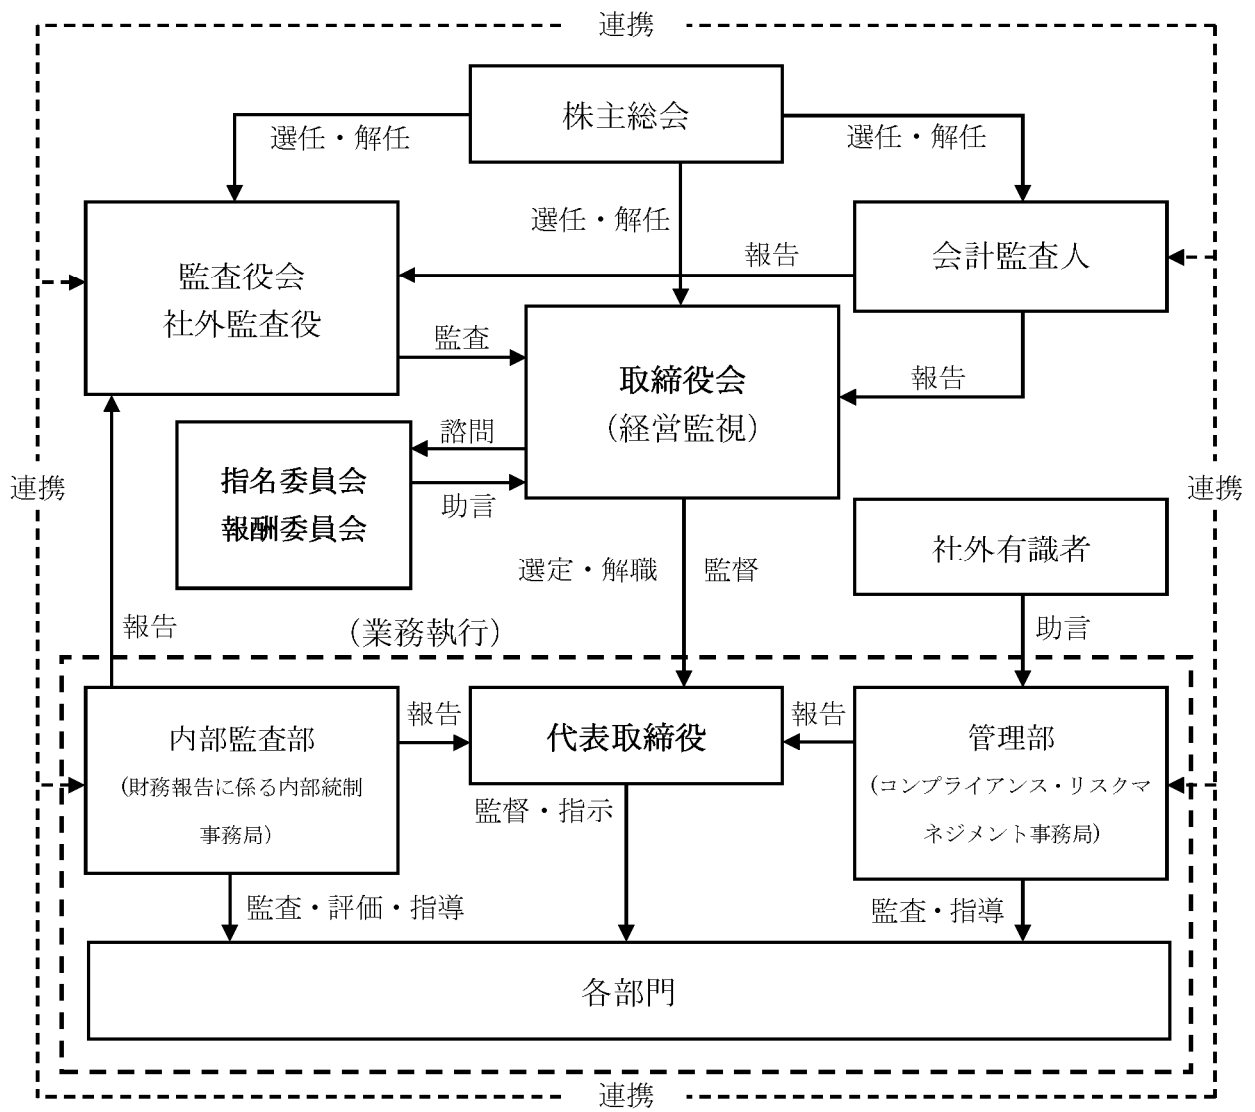 連携
株主総会
選任・解任
選任・解任
選任・解任
監査役会
社外監査役
会計監査人
報告
監査
取締役会
（経営監視）
報告
諮問
指名委員会
報酬委員会
助言
連携
連携
社外有識者
選定・解職
監督
報告
（業務執行）
助言
内部監査部
(財務報告に係る内部統制
事務局）
報告
代表取締役
報告
管理部
(コンプライアンス・リスクマ
ネジメント事務局)
監督・指示
監査・評価・指導
監査・指導
各部門
連携